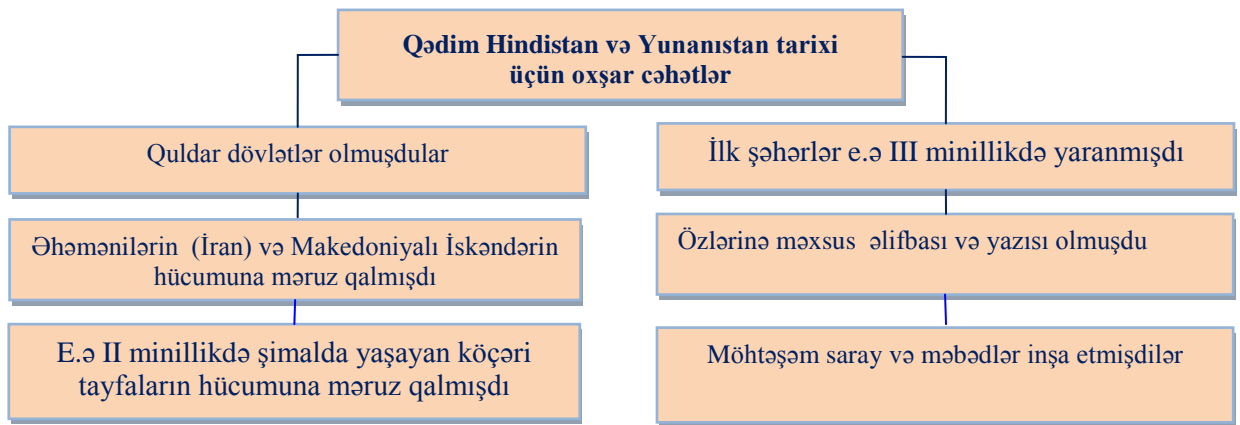 Qədim Hindistan və Yunanıstan tarixi
üçün oxşar cəhətlər
Quldar dövlətlər olmuşdular
Əhəmənilərin (İran) və Makedoniyalı İskəndərin
hücumuna məruz qalmışdı
E.ə II minillikdə şimalda yaşayan köçəri
tayfaların hücumuna məruz qalmışdı
İlk şəhərlər e.ə III minillikdə yaranmışdı
Özlərinə məxsus əlifbası və yazısı olmuşdu
Möhtəşəm saray və məbədlər inşa etmişdilər